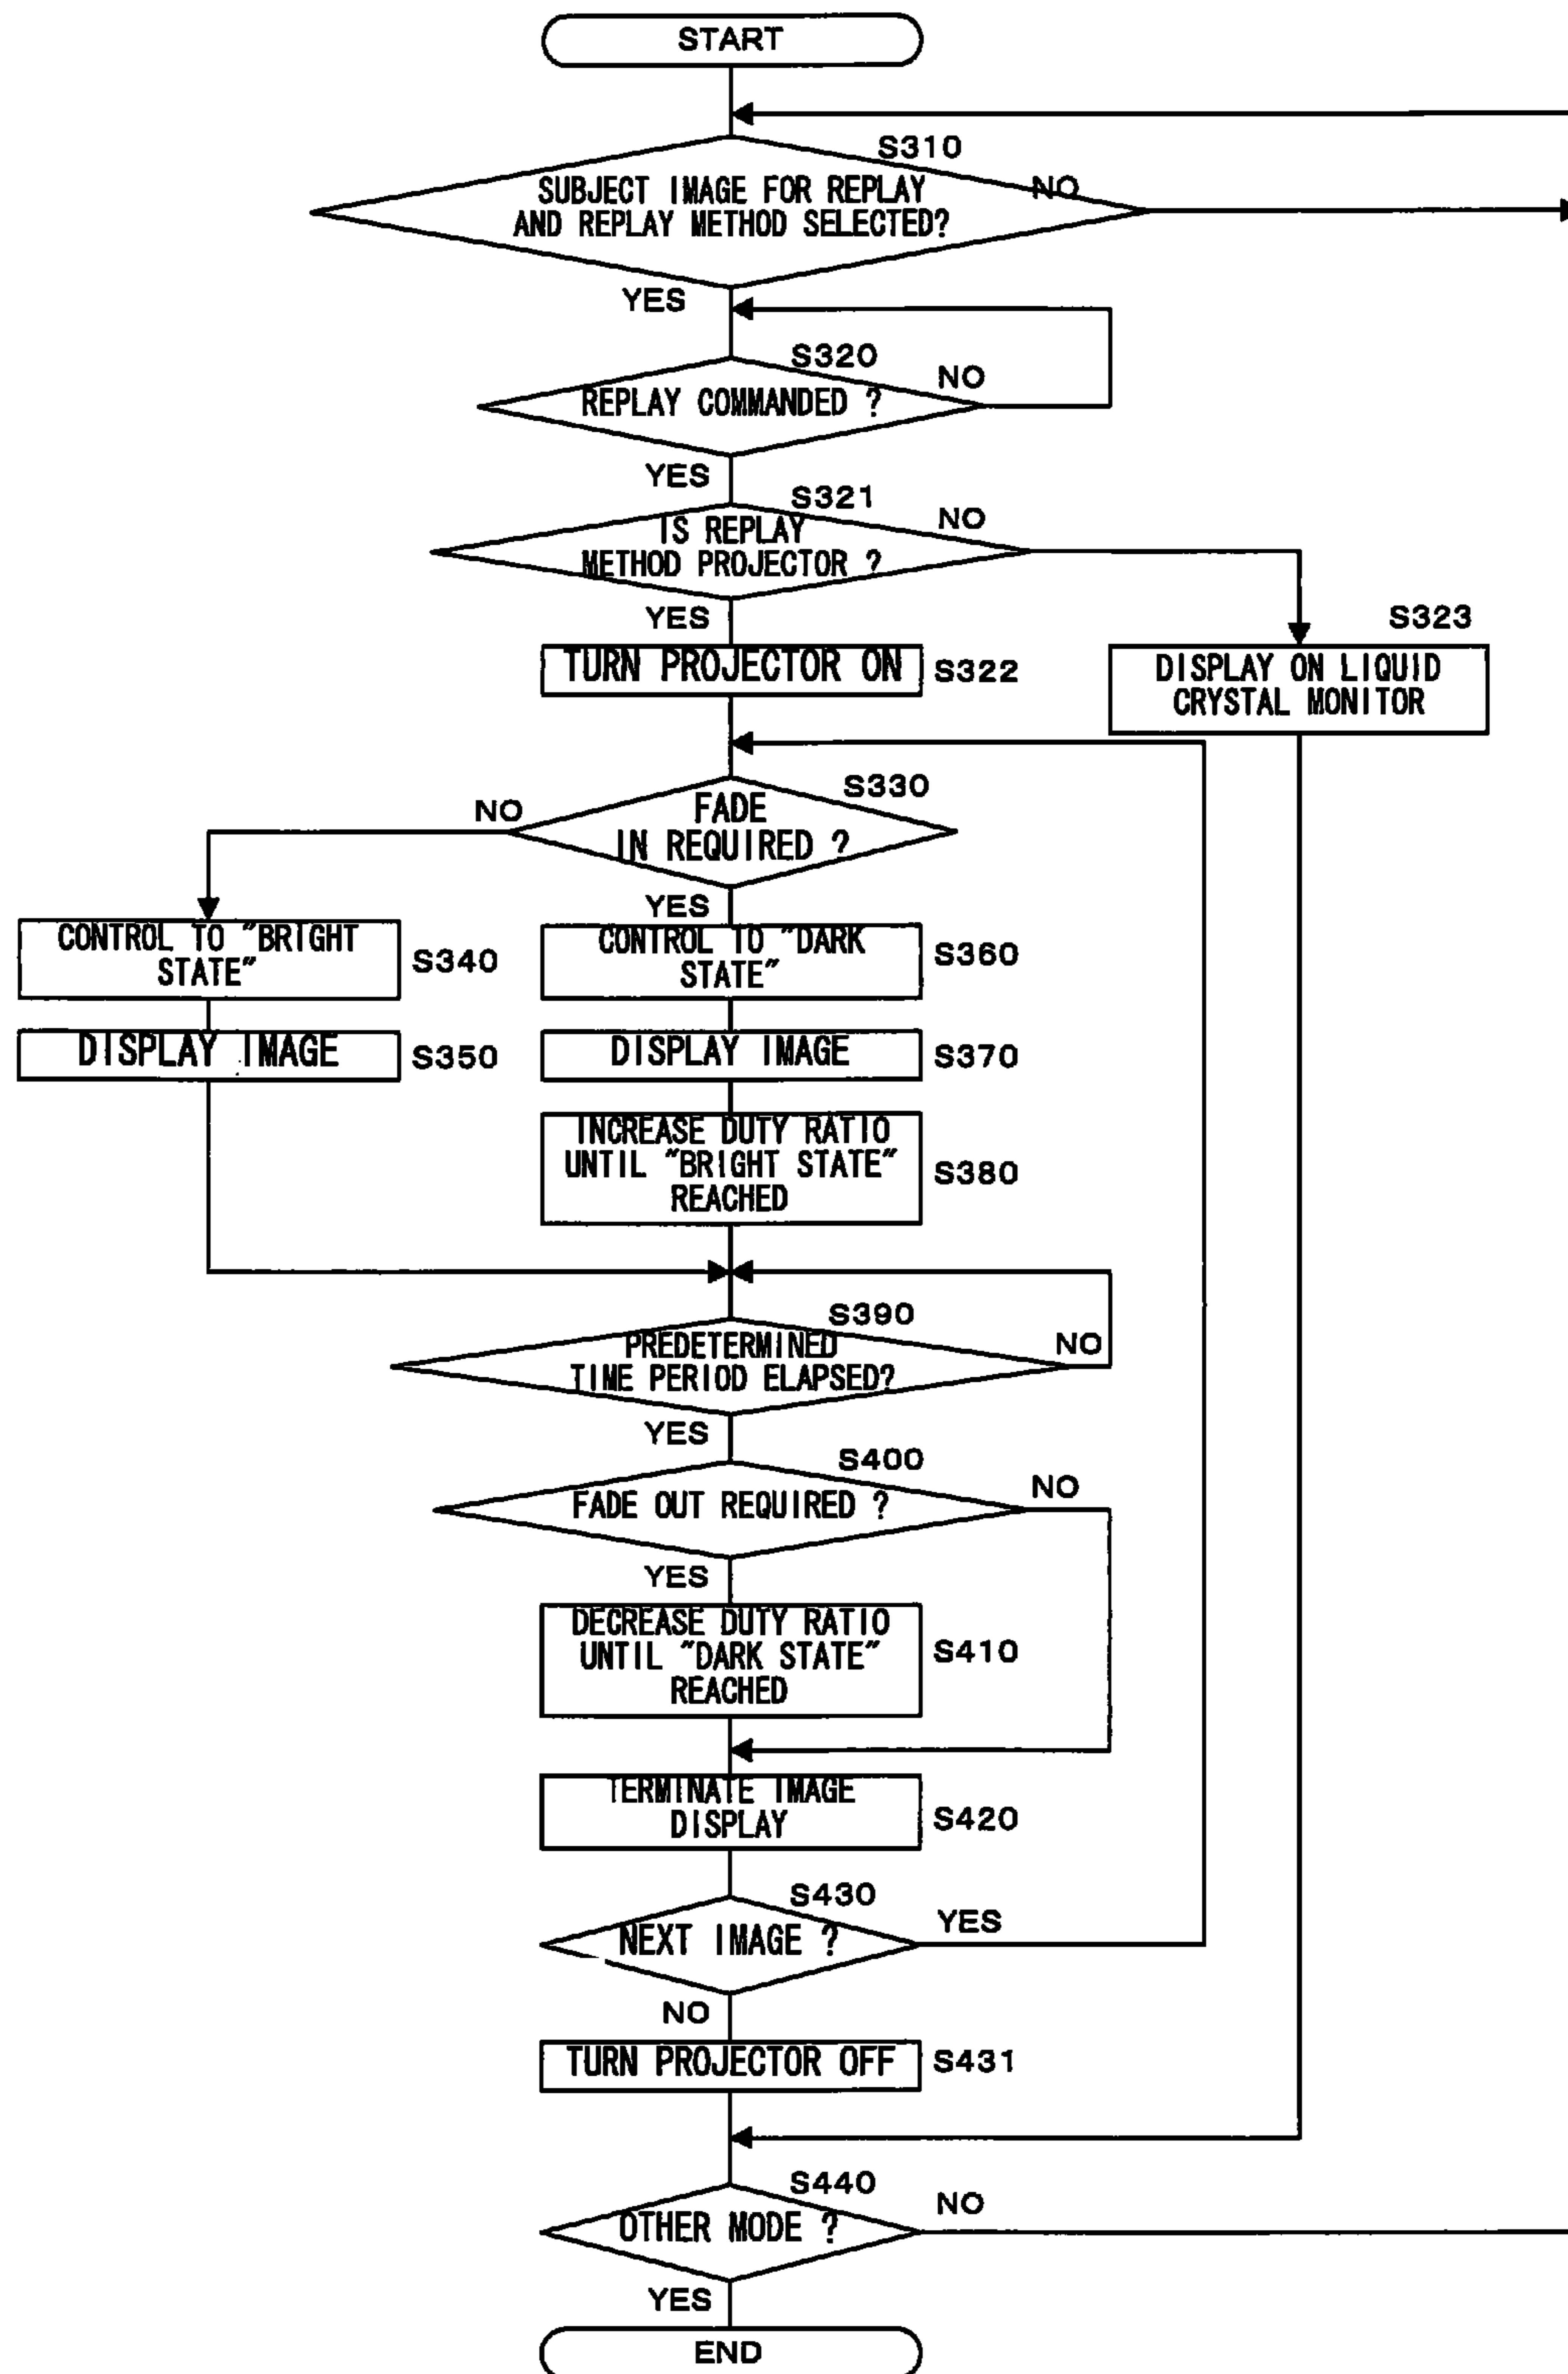 START
S310
SUBJECT IMAGE FOR REPLAY
AND REPLAY METHOD SELECTED?
NO
YES
S320
REPLAY COMMANDED ?
NO
YES
S321
IS REPLAY
METHOD PROJECTOR ?
NO
YES
TURN PROJECTOR ON
S322
S323
DISPLAY ON LIQUID
CRYSTAL MONITOR
S330
FADE
IN REQUIRED ?
NO
YES
CONTROL TO "BRIGHT
STATE"
S340
CONTROL TO "DARK
STATE"
S360
DISPLAY IMAGE
S350
DISPLAY IMAGE
S370
INCREASE DUTY RATIO
UNTIL "BRIGHT STATE"
REACHED
S380
S390
PREDETERMINED
TIME PERIOD ELAPSED?
NO
YES
S400
FADE OUT REQUIRED ?
NO
YES
DECREASE DUTY RATIO
UNTIL "DARK STATE"
REACHED
S410
TERMINATE IMAGE
DISPLAY
S420
S430
NEXT IMAGE ?
YES
NO
TURN PROJECTOR OFF
S431
S440
OTHER MODE ?
NO
YES
END